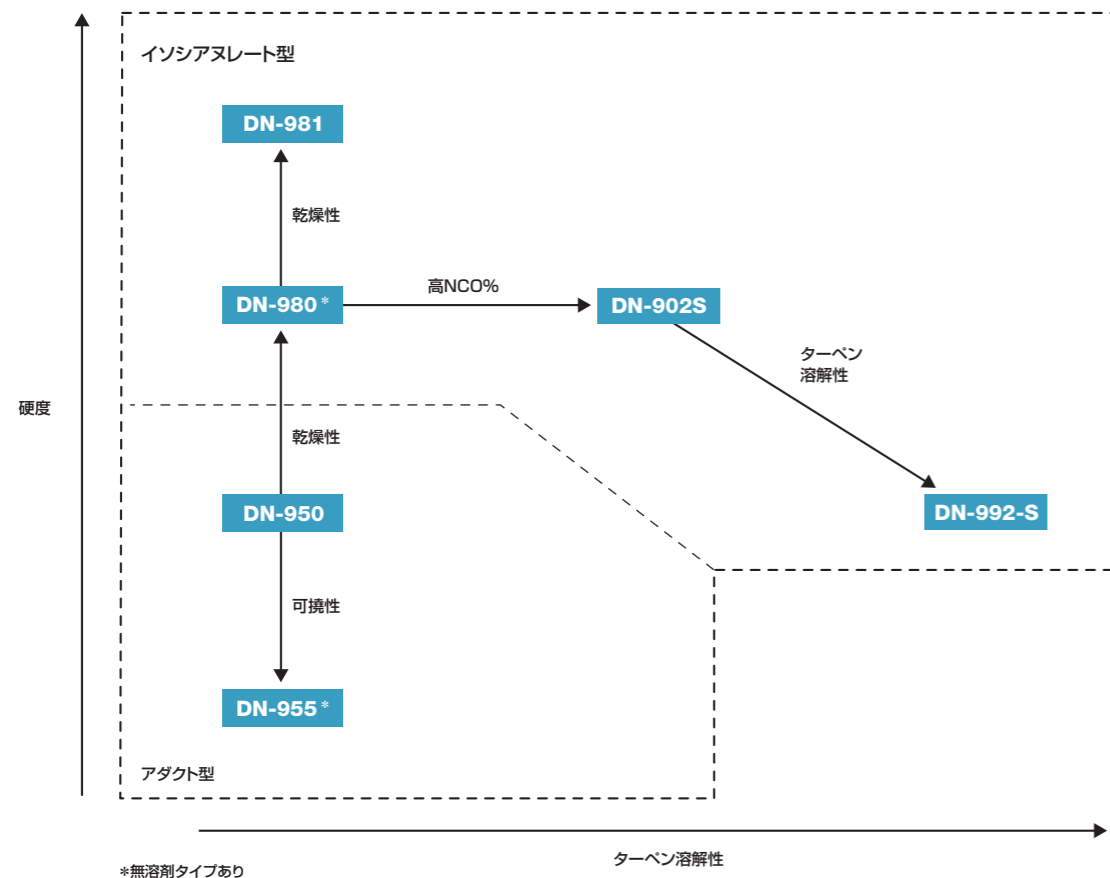 イソシアヌレート型
DN-981
乾燥性
DN-980*
高NCO%
DN-902S
ターペン
溶解性
硬度
乾燥性
DN-950
DN-992-S
可撓性
DN-955*
アダクト型
ターペン溶解性
*無溶剤タイプあり